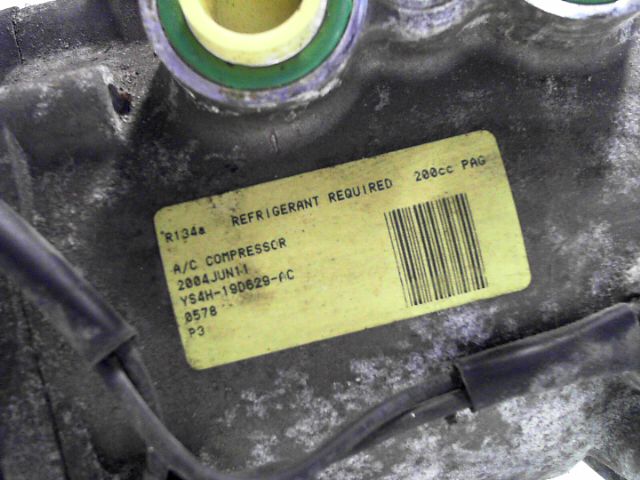 R134a REFRIGERANT REQUIRED 200cc PAG
A/C COMPRESSOR
2004JUN11
YS4H-19D629-AC
0578
P3